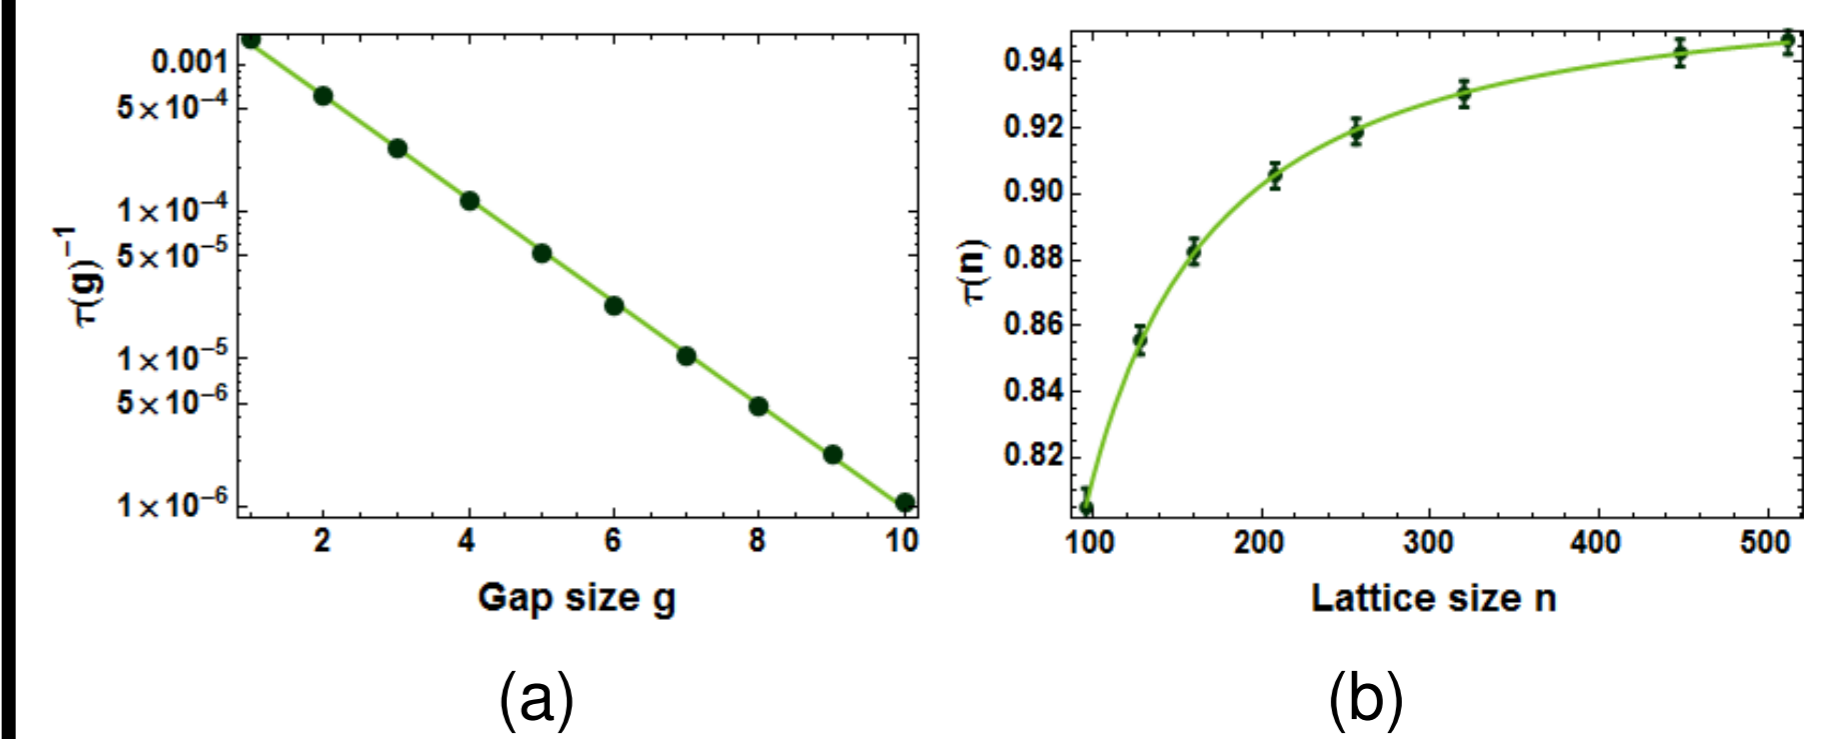 0.001
5×10⁻⁴
1×10⁻⁴
5×10⁻⁵
1×10⁻⁵
5×10⁻⁶
1×10⁻⁶
τ(g)⁻¹
2 4 6 8 10
Gap size g
(a)
0.94
0.92
0.90
0.88
0.86
0.84
0.82
τ(n)
100 200 300 400 500
Lattice size n
(b)